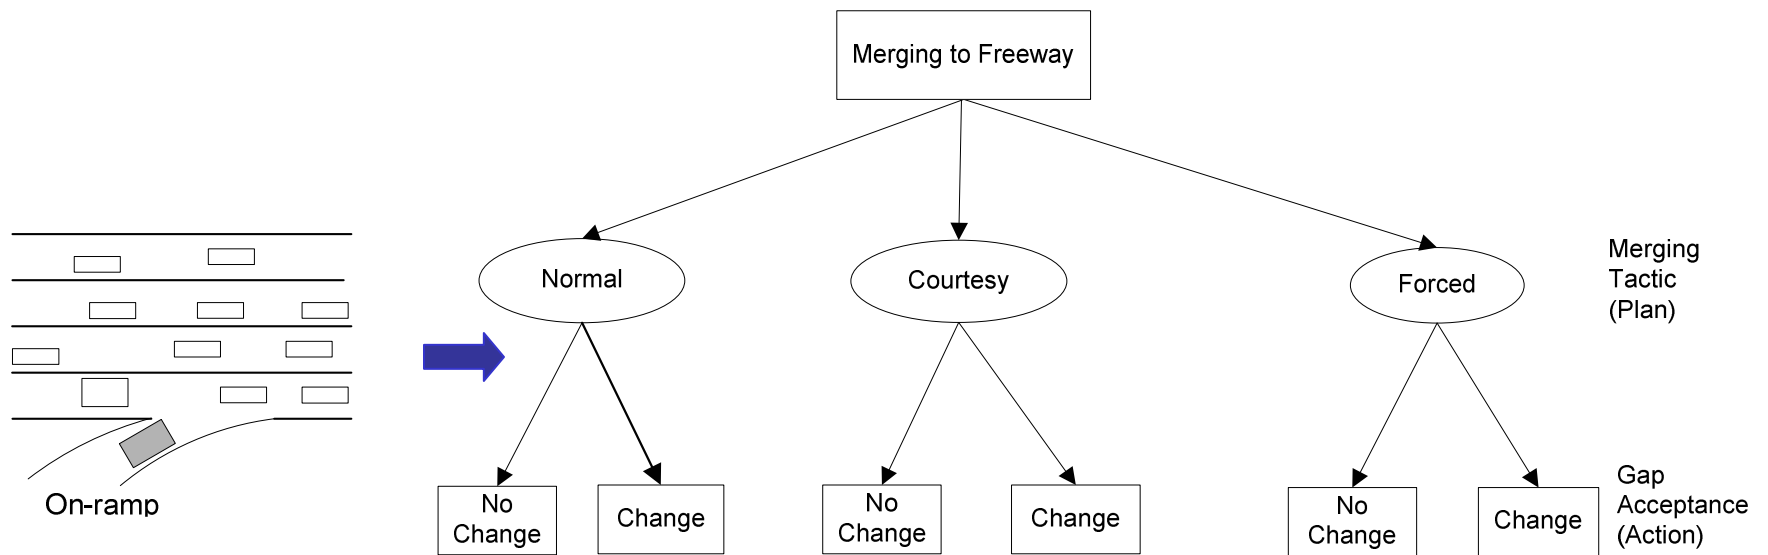 Merging to Freeway
Normal
Courtesy
Forced
Merging
Tactic
(Plan)
On-ramp
No
Change
Change
No
Change
Change
No
Change
Change
Gap
Acceptance
(Action)